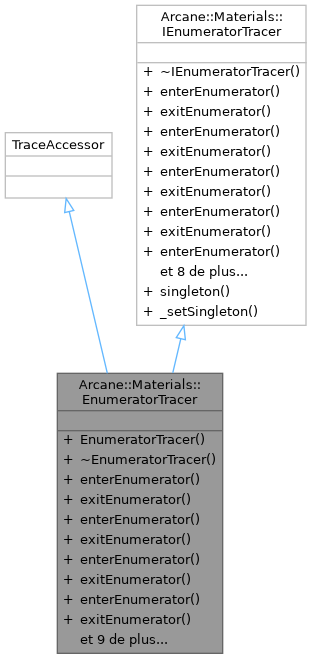 Arcane::Materials::
IEnumeratorTracer
+ ~IEnumeratorTracer()
+ enterEnumerator()
+ exitEnumerator()
+ enterEnumerator()
+ exitEnumerator()
+ enterEnumerator()
+ exitEnumerator()
+ enterEnumerator()
+ exitEnumerator()
+ enterEnumerator()
et 8 de plus...
+ singleton()
+ _setSingleton()
TraceAccessor
Arcane::Materials::
EnumeratorTracer
+ EnumeratorTracer()
+ ~EnumeratorTracer()
+ enterEnumerator()
+ exitEnumerator()
+ enterEnumerator()
+ exitEnumerator()
+ enterEnumerator()
+ exitEnumerator()
+ enterEnumerator()
+ exitEnumerator()
et 9 de plus...